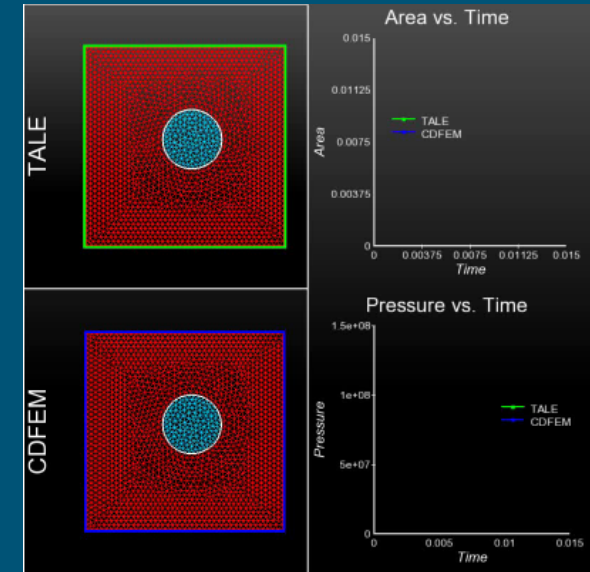 TALE
Area vs. Time
0.015
0.01125
0.0075
0.00375
0
Area
TALE
CDFEM
0 0.00375 0.0075 0.01125 0.015
Time
CDFEM
Pressure vs. Time
1.5e+08
1e+08
5e+07
0
Pressure
TALE
CDFEM
0 0.005 0.01 0.015
Time